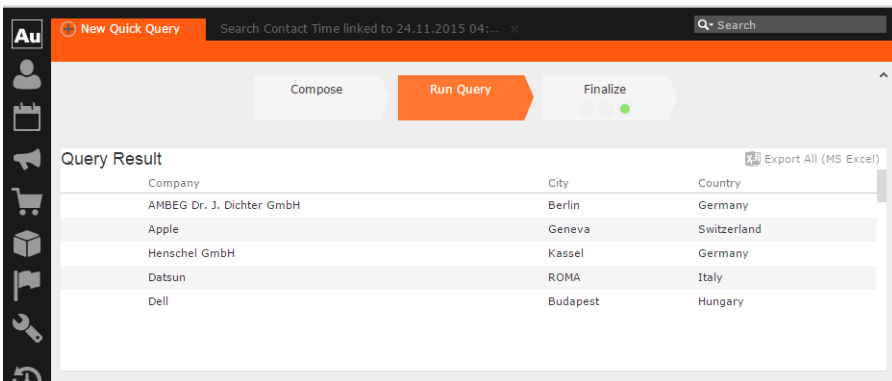 Au
New Quick Query
Search Contact Time linked to 24.11.2015 04:...
Search
Compose
Run Query
Finalize
Query Result
Export All (MS Excel)
Company City Country
AMBEG Dr. J. Dichter GmbH Berlin Germany
Apple Geneva Switzerland
Henschel GmbH Kassel Germany
Datsun ROMA Italy
Dell Budapest Hungary